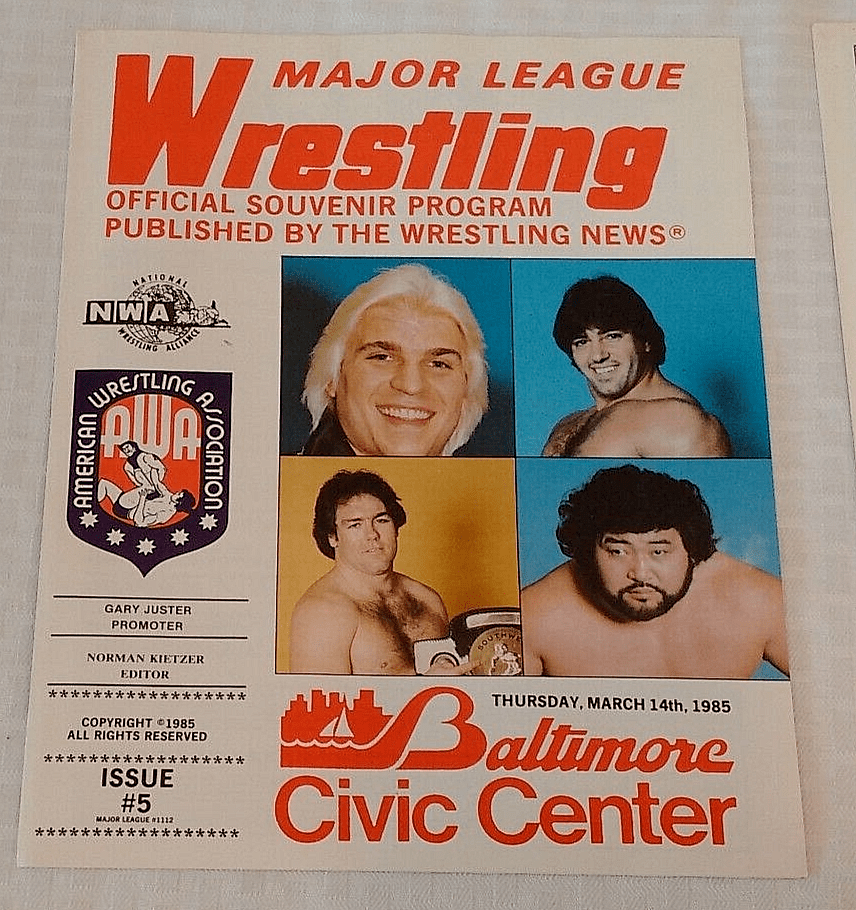 MAJOR LEAGUE
Wrestling
OFFICIAL SOUVENIR PROGRAM
PUBLISHED BY THE WRESTLING NEWS®
NATIONAL
NWA
WRESTLING ALLIANCE
AMERICAN WRESTLING ASSOCIATION
AWA
GARY JUSTER
PROMOTER
NORMAN KIETZER
EDITOR
******************
COPYRIGHT ©1985
ALL RIGHTS RESERVED
******************
ISSUE
#5
MAJOR LEAGUE #1112
******************
SOUTHW
THURSDAY, MARCH 14th, 1985
Baltimore
Civic Center